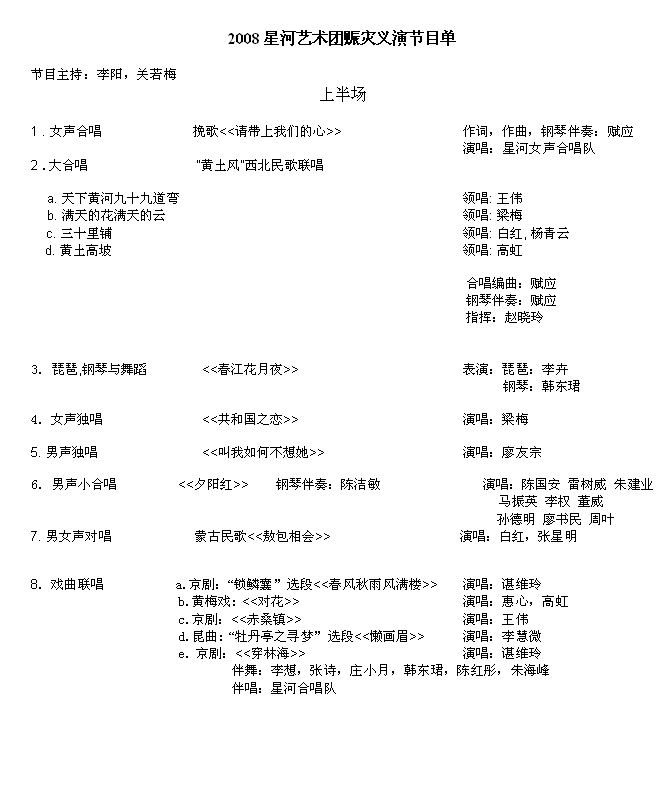 2008星河艺术团赈灾义演节目单
节目主持：李阳，关若梅
上半场
1．女声合唱 挽歌<<请带上我们的心>> 作词，作曲，钢琴伴奏：赋应
演唱：星河女声合唱队
2．大合唱 "黄土风"西北民歌联唱
a. 天下黄河九十九道弯 领唱: 王伟
b. 满天的花满天的云 领唱: 梁梅
c. 三十里铺 领唱: 白红, 杨青云
d. 黄土高坡 领唱: 高虹
合唱编曲：赋应
钢琴伴奏：赋应
指挥：赵晓玲
3．琵琶,钢琴与舞蹈 <<春江花月夜>> 表演：琵琶：李卉
钢琴：韩东珺
4．女声独唱 <<共和国之恋>> 演唱：梁梅
5. 男声独唱 <<叫我如何不想她>> 演唱：廖友宗
6．男声小合唱 <<夕阳红>> 钢琴伴奏：陈洁敏 演唱：陈国安 雷树威 朱建业
马振英 李权 董威
孙德明 廖书民 周叶
7. 男女声对唱 蒙古民歌<<敖包相会>> 演唱：白红，张星明
8．戏曲联唱 a.京剧：“锁鳞囊”选段<<春风秋雨风满楼>> 演唱：谌维玲
b.黄梅戏：<<对花>> 演唱：惠心，高虹
c.京剧：<<赤桑镇>> 演唱：王伟
d.昆曲：“牡丹亭之寻梦”选段<<懒画眉>> 演唱：李慧微
e. 京剧：<<穿林海>> 演唱：谌维玲
伴舞：李想，张诗，庄小月，韩东珺，陈红彤，朱海峰
伴唱：星河合唱队